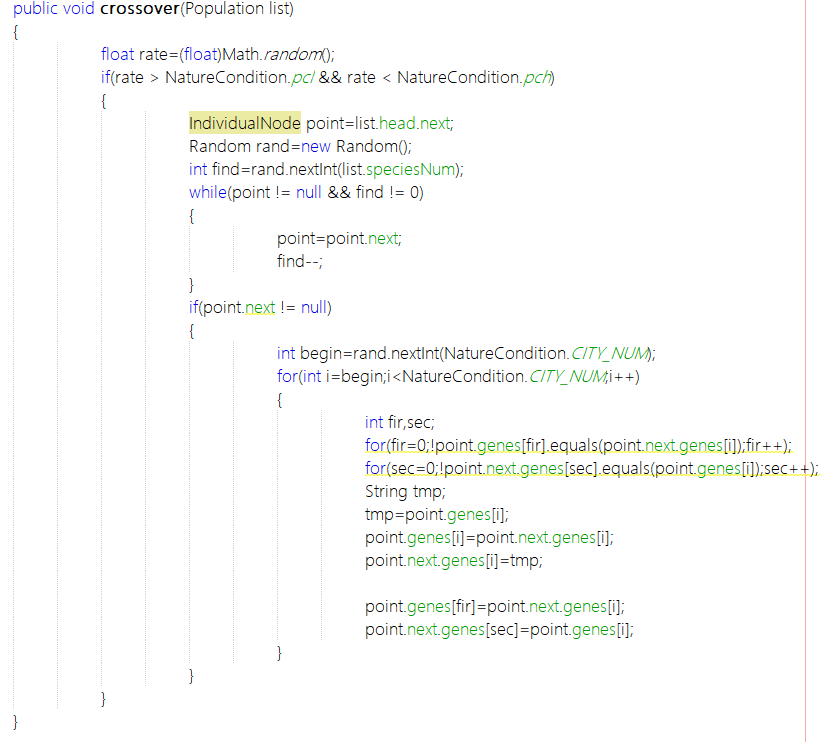 public void crossover(Population list)
{
float rate=(float)Math.random();
if(rate > NatureCondition.pcl && rate < NatureCondition.pch)
{
IndividualNode point=list.head.next;
Random rand=new Random();
int find=rand.nextInt(list.speciesNum);
while(point != null && find != 0)
{
point=point.next;
find--;
}
if(point.next != null)
{
int begin=rand.nextInt(NatureCondition.CITY_NUM);
for(int i=begin;i<NatureCondition.CITY_NUM;i++)
{
int fir,sec;
for(fir=0;!point.genes[fir].equals(point.next.genes[i]);fir++);
for(sec=0;!point.next.genes[sec].equals(point.genes[i]);sec++);
String tmp;
tmp=point.genes[i];
point.genes[i]=point.next.genes[i];
point.next.genes[i]=tmp;
point.genes[fir]=point.next.genes[i];
point.next.genes[sec]=point.genes[i];
}
}
}
}